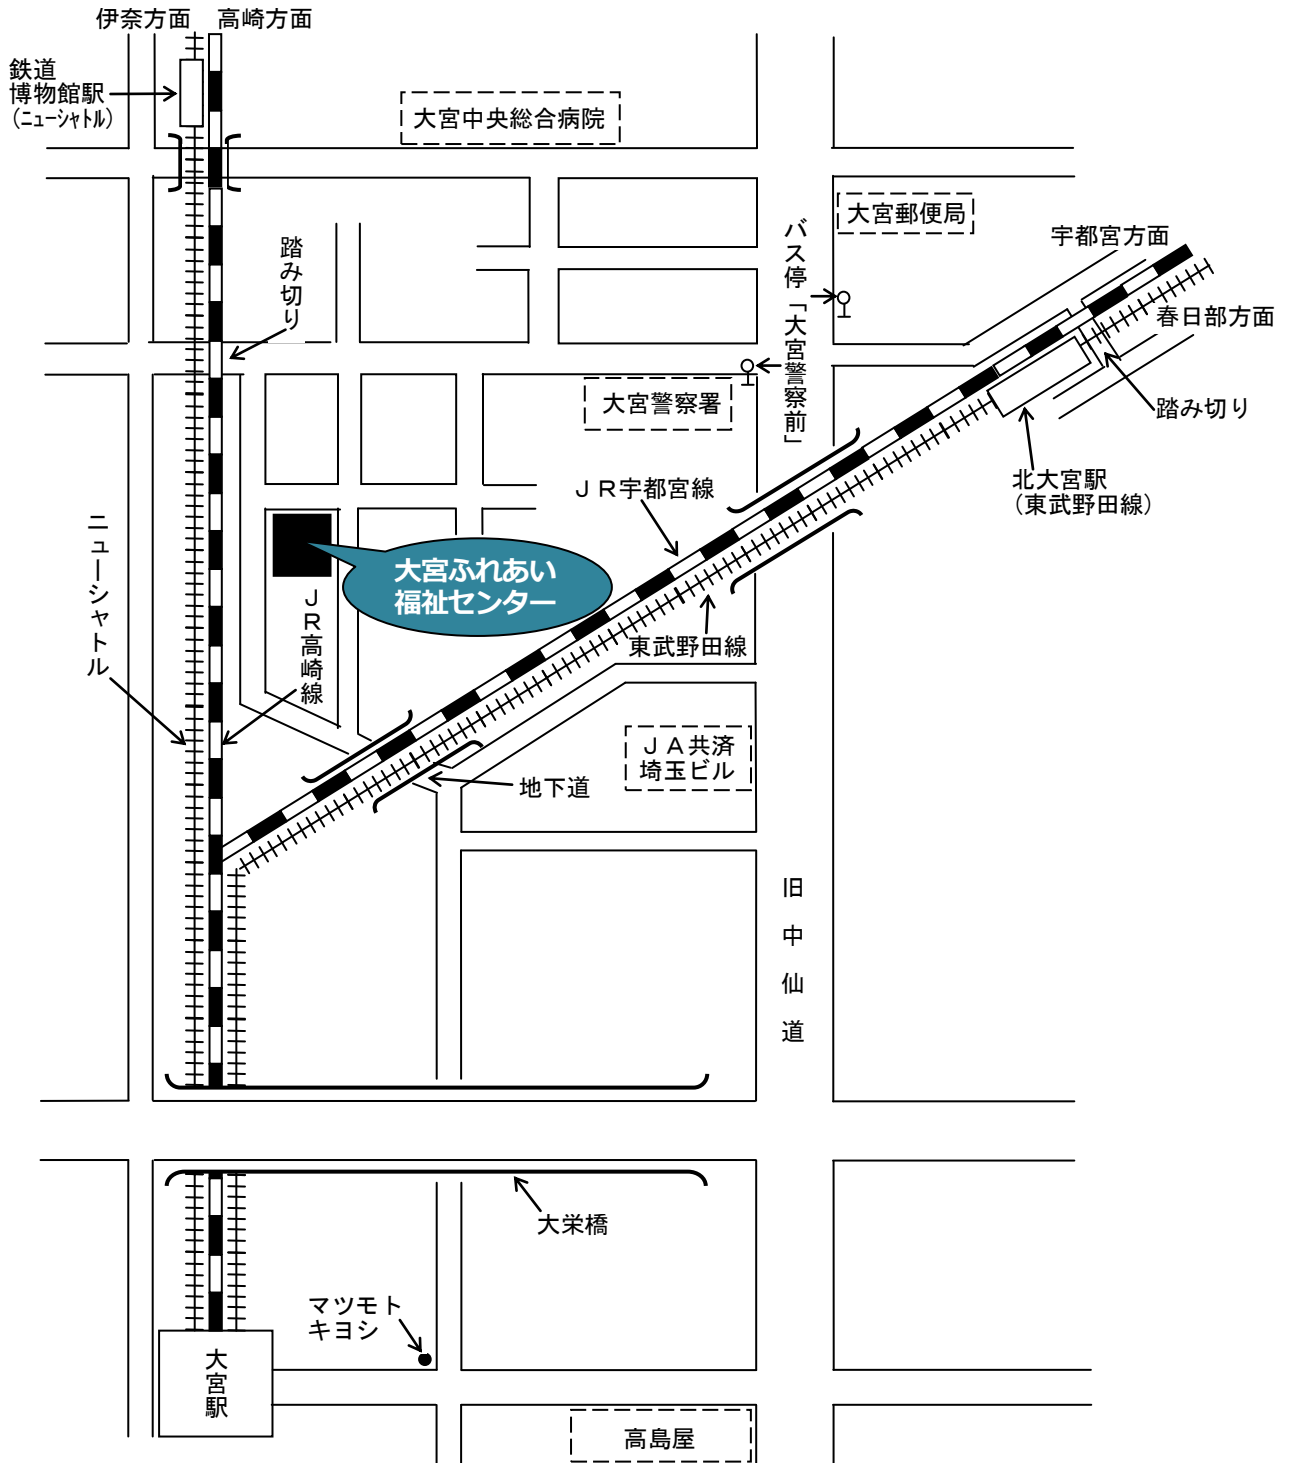 伊奈方面
高崎方面
鉄道
博物館駅
(ニューシャトル)
大宮中央総合病院
大宮郵便局
宇都宮方面
踏み切り
バス停「大宮警察前」
春日部方面
大宮警察署
踏み切り
北大宮駅
(東武野田線)
ＪＲ宇都宮線
ニューシャトル
大宮ふれあい
福祉センター
ＪＲ高崎線
東武野田線
ＪＡ共済
埼玉ビル
地下道
旧中仙道
大栄橋
マツモト
キヨシ
大宮駅
高島屋